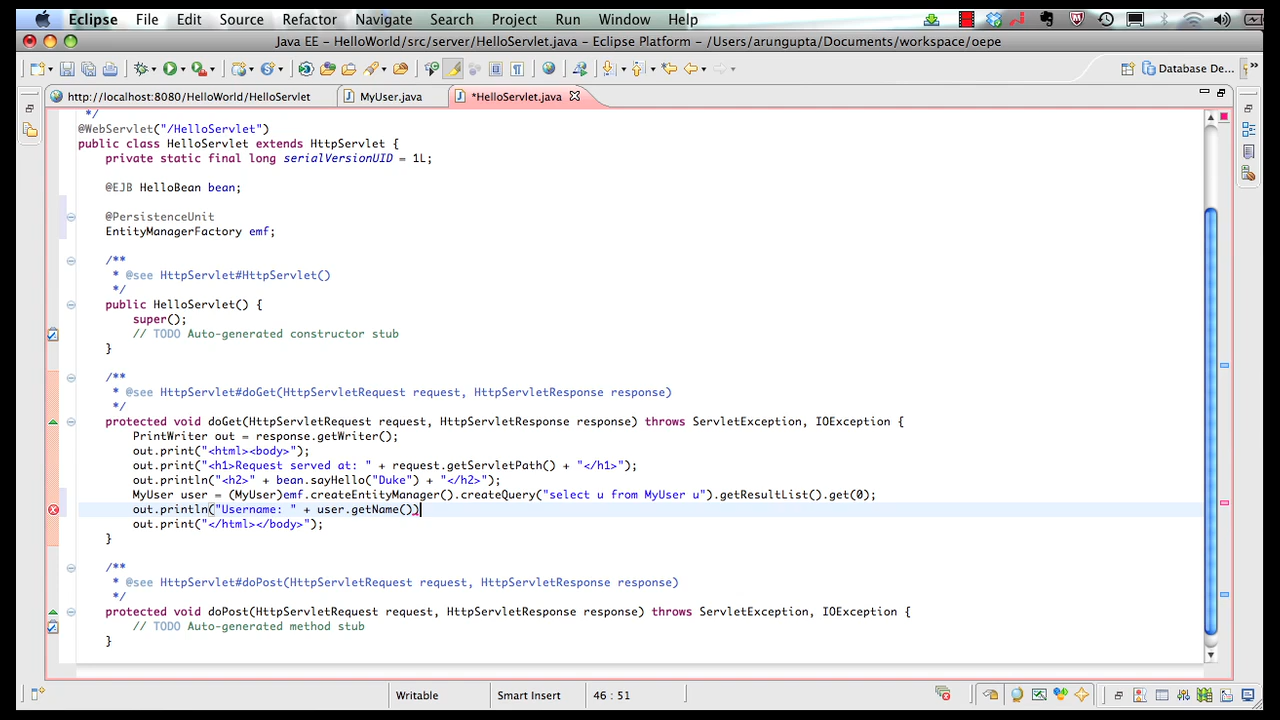 Eclipse File Edit Source Refactor Navigate Search Project Run Window Help
Java EE - HelloWorld/src/server/HelloServlet.java - Eclipse Platform - /Users/arungupta/Documents/workspace/oepe
Database De...
http://localhost:8080/HelloWorld/HelloServlet MyUser.java *HelloServlet.java
*/
@WebServlet("/HelloServlet")
public class HelloServlet extends HttpServlet {
private static final long serialVersionUID = 1L;
@EJB HelloBean bean;
@PersistenceUnit
EntityManagerFactory emf;
/**
* @see HttpServlet#HttpServlet()
*/
public HelloServlet() {
super();
// TODO Auto-generated constructor stub
}
/**
* @see HttpServlet#doGet(HttpServletRequest request, HttpServletResponse response)
*/
protected void doGet(HttpServletRequest request, HttpServletResponse response) throws ServletException, IOException {
PrintWriter out = response.getWriter();
out.print("<html><body>");
out.print("<h1>Request served at: " + request.getServletPath() + "</h1>");
out.println("<h2>" + bean.sayHello("Duke") + "</h2>");
MyUser user = (MyUser)emf.createEntityManager().createQuery("select u from MyUser u").getResultList().get(0);
out.println("Username: " + user.getName())
out.print("</html></body>");
}
/**
* @see HttpServlet#doPost(HttpServletRequest request, HttpServletResponse response)
*/
protected void doPost(HttpServletRequest request, HttpServletResponse response) throws ServletException, IOException {
// TODO Auto-generated method stub
}
Writable Smart Insert 46 : 51